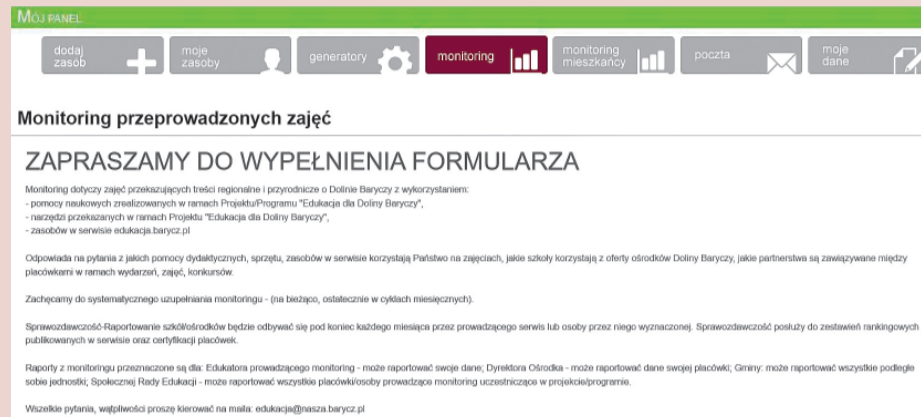 MÓJ PANEL
dodaj
zasób
moje
zasoby
generatory
monitoring
monitoring
mieszkańcy
poczta
moje
dane
Monitoring przeprowadzonych zajęć
ZAPRASZAMY DO WYPEŁNIENIA FORMULARZA
Monitoring dotyczy zajęć przekazujących treści regionalne i przyrodnicze o Dolinie Baryczy z wykorzystaniem:
- pomocy naukowych zrealizowanych w ramach Projektu/Programu "Edukacja dla Doliny Baryczy",
- narzędzi przekazanych w ramach Projektu "Edukacja dla Doliny Baryczy",
- zasobów w serwisie edukacja.barycz.pl
Odpowiada na pytania z jakich pomocy dydaktycznych, sprzętu, zasobów w serwisie korzystają Państwo na zajęciach, jakie szkoły korzystają z oferty ośrodków Doliny Baryczy, jakie partnerstwa są zawiązywane między
placówkami w ramach wydarzeń, zajęć, konkursów.
Zachęcamy do systematycznego uzupełniania monitoringu - (na bieżąco, ostatecznie w cyklach miesięcznych).
Sprawozdawczość-Raportowanie szkół/ośrodków będzie odbywać się pod koniec każdego miesiąca przez prowadzącego serwis lub osoby przez niego wyznaczonej. Sprawozdawczość posłuży do zestawień rankingowych
publikowanych w serwisie oraz certyfikacji placówek.
Raporty z monitoringu przeznaczone są dla: Edukatora prowadzącego monitoring - może raportować swoje dane; Dyrektora Ośrodka - może raportować dane swojej placówki; Gminy: może raportować wszystkie podległe
sobie jednostki; Społecznej Rady Edukacji - może raportować wszystkie placówki/osoby prowadzące monitoring uczestniczące w projekcie/programie.
Wszelkie pytania, wątpliwości proszę kierować na maila: edukacja@nasza.barycz.pl